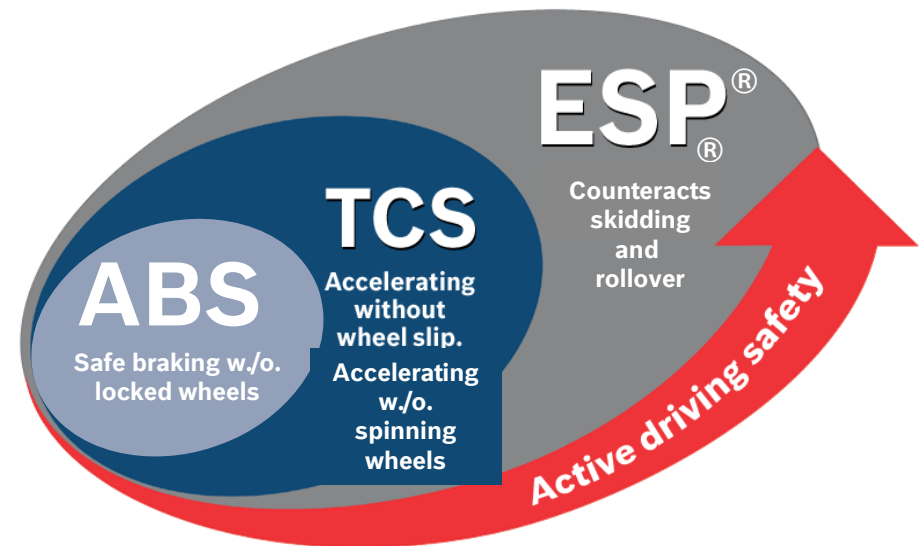 ESP®
®
Counteracts
skidding
and
rollover
TCS
Accelerating
without
wheel slip.
Accelerating
w./o.
spinning
wheels
ABS
Safe braking w./o.
locked wheels
Active driving safety